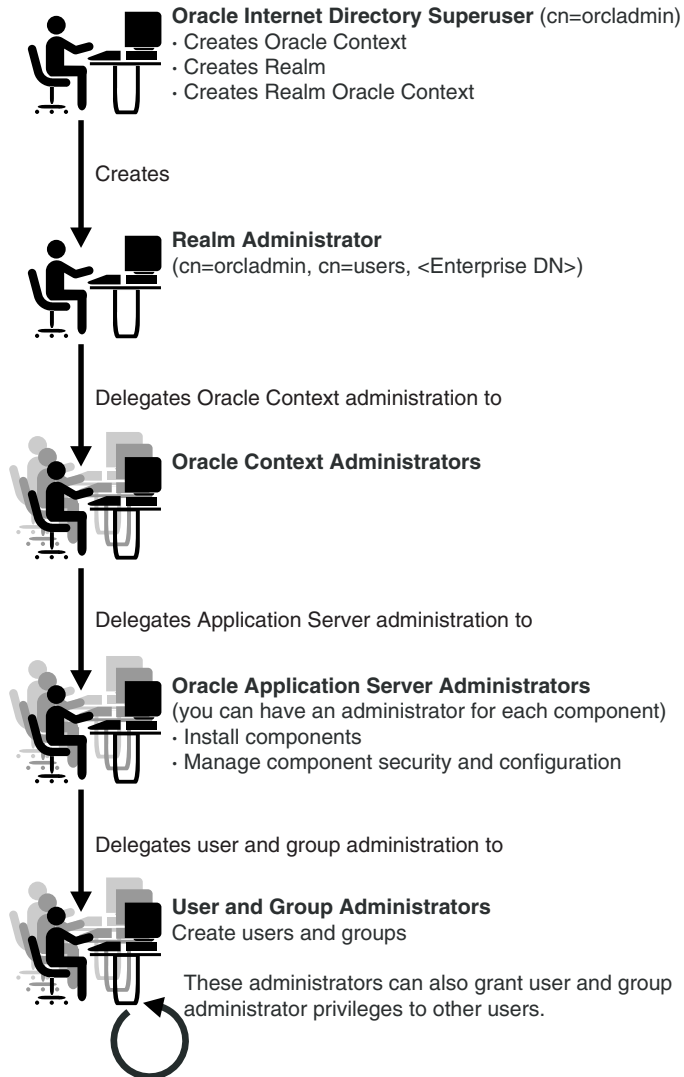 Oracle Internet Directory Superuser (cn=orcladmin)
· Creates Oracle Context
· Creates Realm
· Creates Realm Oracle Context
Creates
Realm Administrator
(cn=orcladmin, cn=users, <Enterprise DN>)
Delegates Oracle Context administration to
Oracle Context Administrators
Delegates Application Server administration to
Oracle Application Server Administrators
(you can have an administrator for each component)
· Install components
· Manage component security and configuration
Delegates user and group administration to
User and Group Administrators
Create users and groups
These administrators can also grant user and group
administrator privileges to other users.